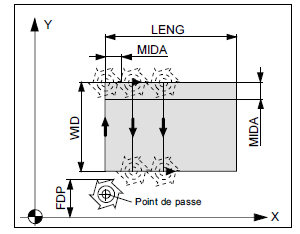 Y
LENG
MIDA
WID
MIDA
FDP
Point de passe
X